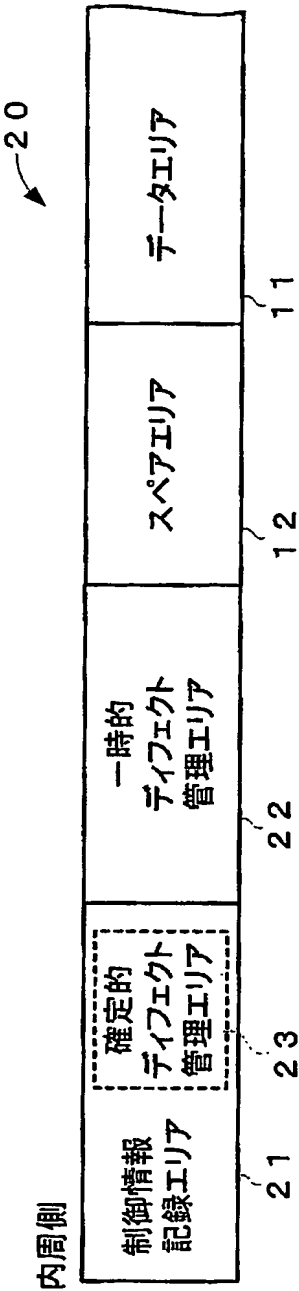 20
内周側
制御情報
記録エリア
確定的
ディフェクト
管理エリア
一時的
ディフェクト
管理エリア
スペアエリア
データエリア
21
23
22
12
11